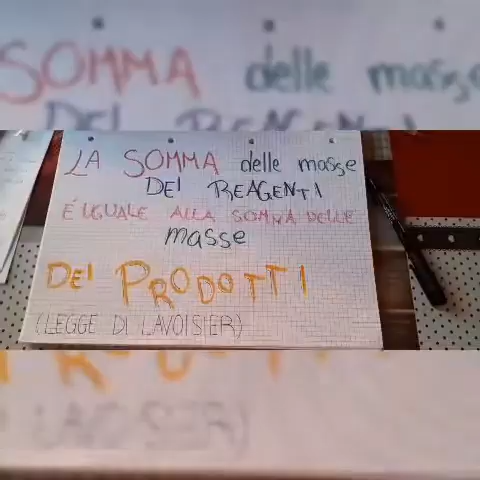 LA SOMMA delle masse
DEI REAGENTI
É UGUALE ALLA SOMMA DELLE
masse
DEI PRODOTTI
(LEGGE DI LAVOISIER)